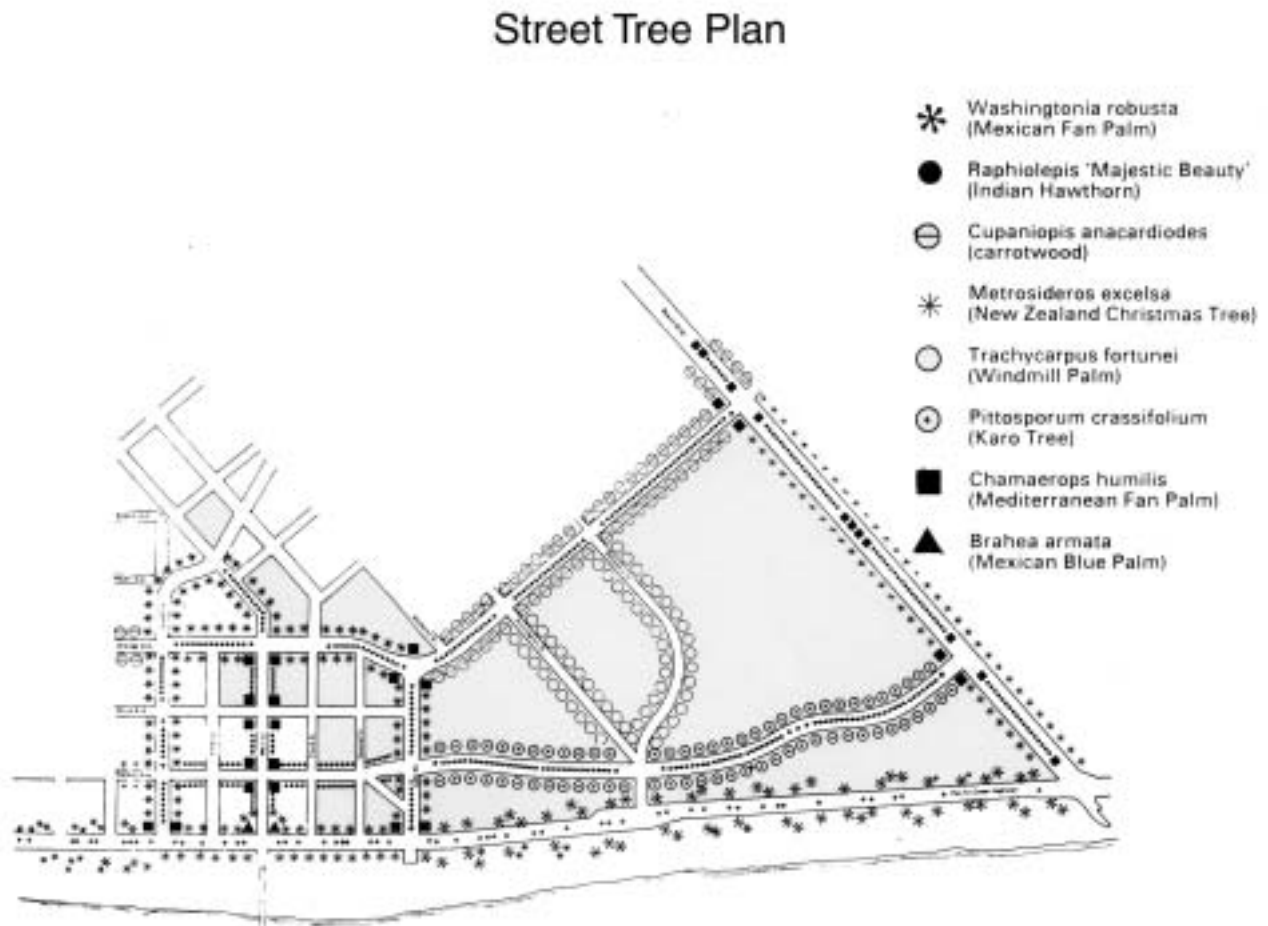 Street Tree Plan
Washingtonia robusta
(Mexican Fan Palm)
Raphiolepis 'Majestic Beauty'
(Indian Hawthorn)
Cupaniopis anacardiodes
(carrotwood)
Metrosideros excelsa
(New Zealand Christmas Tree)
Trachycarpus fortunei
(Windmill Palm)
Pittosporum crassifolium
(Karo Tree)
Chamaerops humilis
(Mediterranean Fan Palm)
Brahea armata
(Mexican Blue Palm)